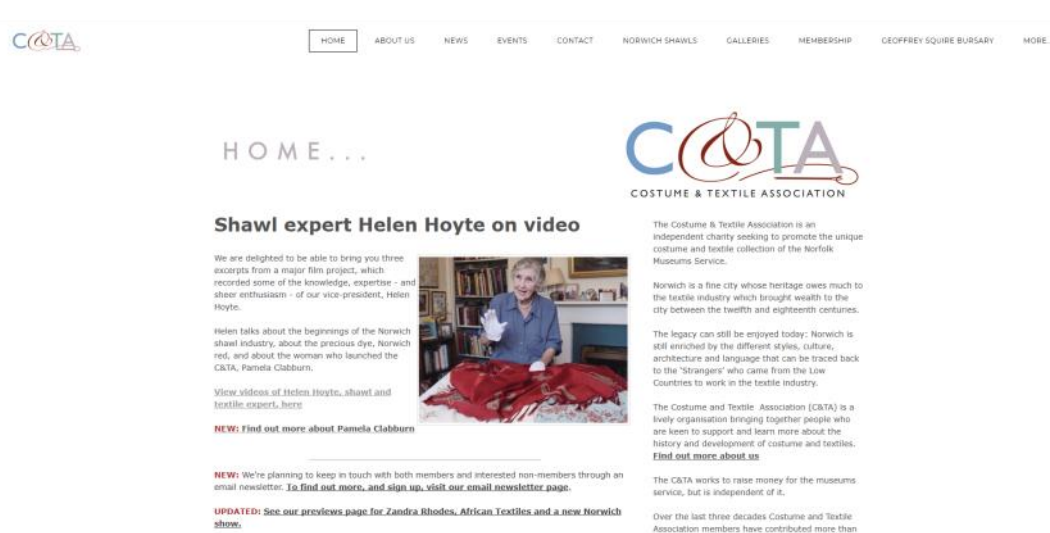 C&TA
HOME
ABOUT US
NEWS
EVENTS
CONTACT
NORWICH SHAWLS
GALLERIES
MEMBERSHIP
GEOFFREY SQUIRE BURSARY
MORE.
HOME...
C&TA
COSTUME & TEXTILE ASSOCIATION
Shawl expert Helen Hoyte on video
We are delighted to be able to bring you three
excerpts from a major film project, which
recorded some of the knowledge, expertise - and
sheer enthusiasm - of our vice-president, Helen
Hoyte.
Helen talks about the beginnings of the Norwich
shawl industry, about the precious dye, Norwich
red, and about the woman who launched the
C&TA, Pamela Clabburn.
View videos of Helen Hoyte, shawl and
textile expert, here
NEW: Find out more about Pamela Clabburn
NEW: We're planning to keep in touch with both members and interested non-members through an
email newsletter. To find out more, and sign up, visit our email newsletter page.
UPDATED: See our previews page for Zandra Rhodes, African Textiles and a new Norwich
show.
The Costume & Textile Association is an
independent charity seeking to promote the unique
costume and textile collection of the Norfolk
Museums Service.
Norwich is a fine city whose heritage owes much to
the textile industry which brought wealth to the
city between the twelfth and eighteenth centuries.
The legacy can still be enjoyed today: Norwich is
still enriched by the different styles, culture,
architecture and language that can be traced back
to the 'Strangers' who came from the Low
Countries to work in the textile industry.
The Costume and Textile Association (C&TA) is a
lively organisation bringing together people who
are keen to support and learn more about the
history and development of costume and textiles.
Find out more about us
The C&TA works to raise money for the museums
service, but is independent of it.
Over the last three decades Costume and Textile
Association members have contributed more than